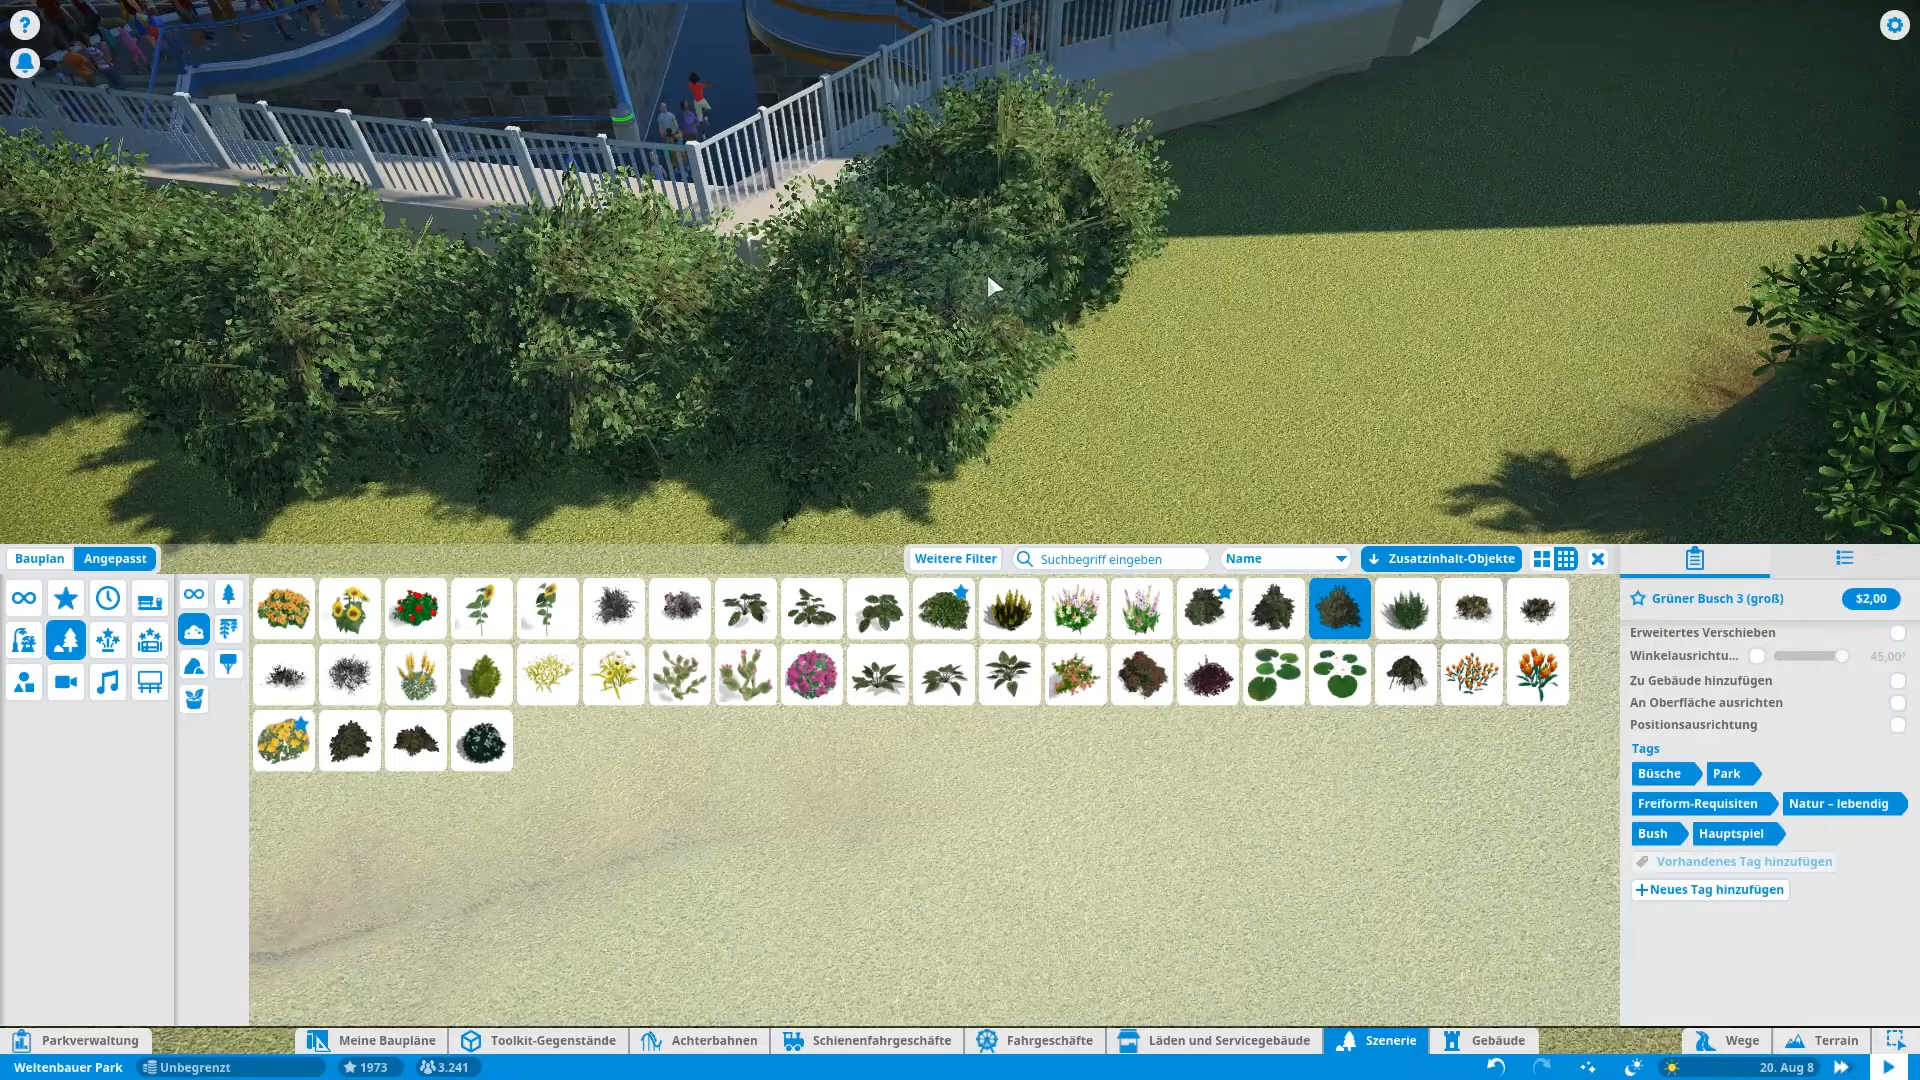 ?
Bauplan
Angepasst
Weitere Filter
Suchbegriff eingeben
Name
Zusatzinhalt-Objekte
Grüner Busch 3 (groß)
$2,00
Erweitertes Verschieben
Winkelausrichtu...
45,00°
Zu Gebäude hinzufügen
An Oberfläche ausrichten
Positionsausrichtung
Tags
Büsche
Park
Freiform-Requisiten
Natur – lebendig
Bush
Hauptspiel
Vorhandenes Tag hinzufügen
+Neues Tag hinzufügen
Parkverwaltung
Meine Baupläne
Toolkit-Gegenstände
Achterbahnen
Schienenfahrgeschäfte
Fahrgeschäfte
Läden und Servicegebäude
Szenerie
Gebäude
Wege
Terrain
Weltenbauer Park
Unbegrenzt
1973
3.241
20. Aug 8